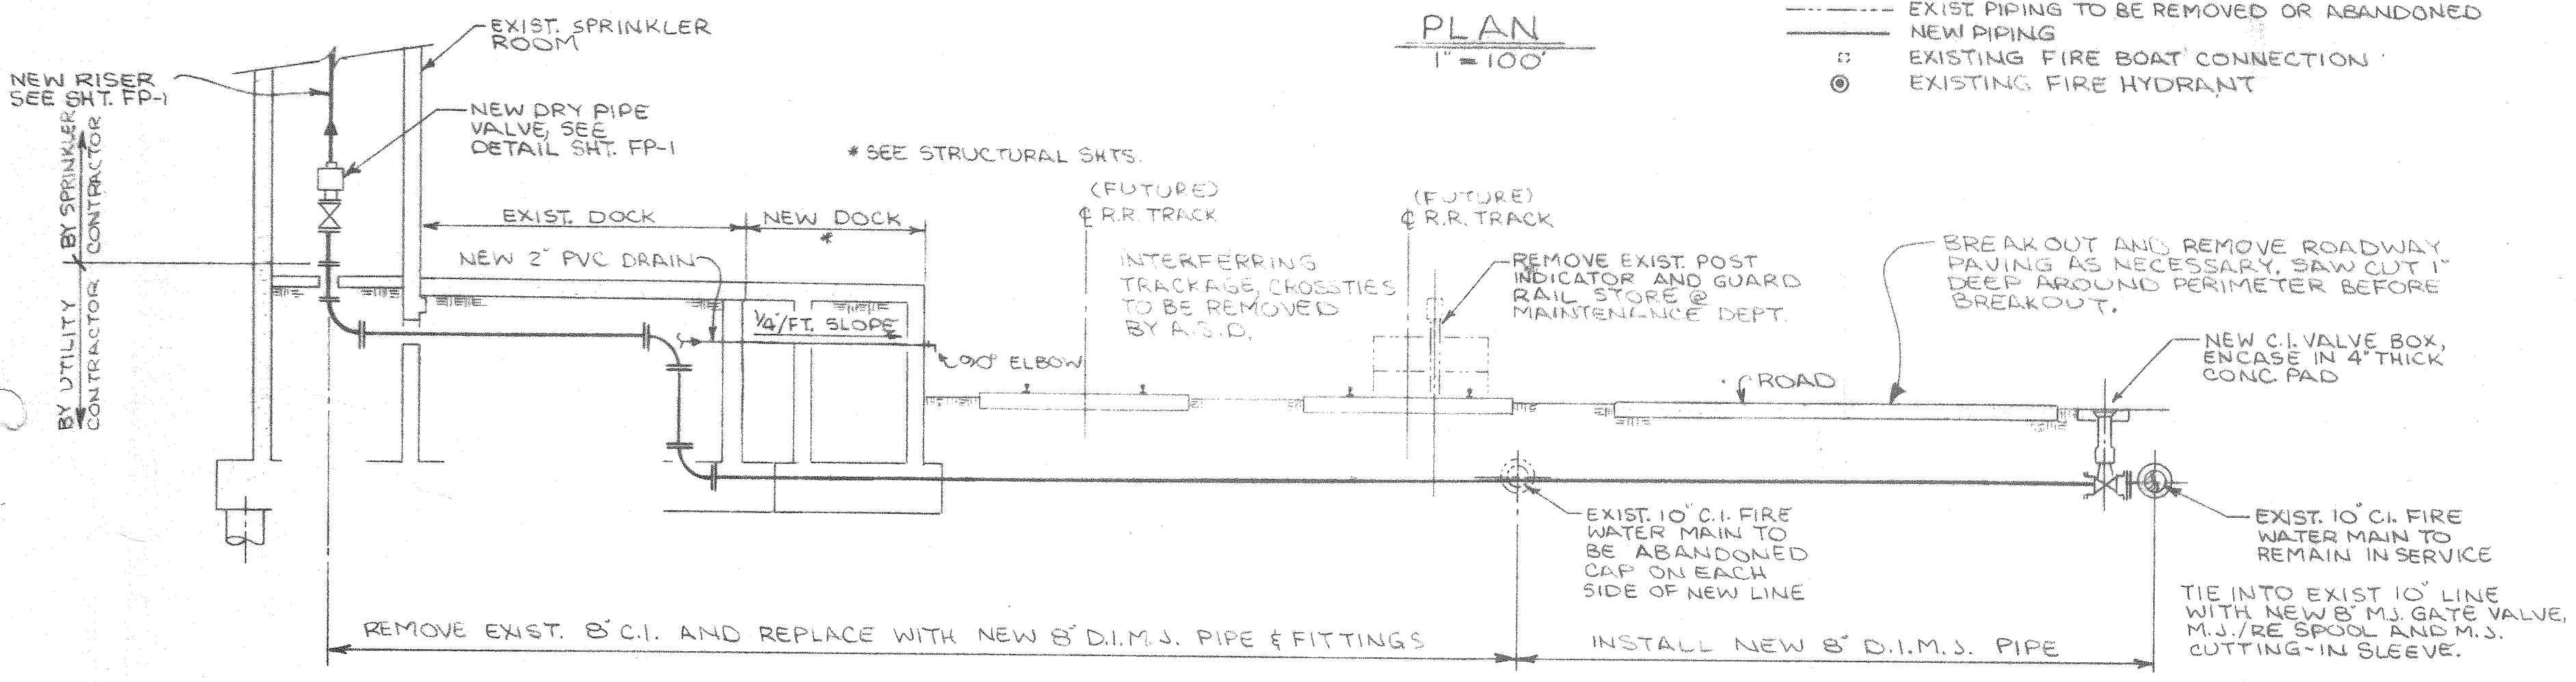 PLAN
1" = 100'
EXIST. PIPING TO BE REMOVED OR ABANDONED
NEW PIPING
EXISTING FIRE BOAT CONNECTION
EXISTING FIRE HYDRANT
EXIST. SPRINKLER
ROOM
NEW RISER
SEE SHT. FP-1
NEW DRY PIPE
VALVE, SEE
DETAIL SHT. FP-1
BY SPRINKLER
CONTRACTOR
BY UTILITY
CONTRACTOR
* SEE STRUCTURAL SHTS.
EXIST. DOCK
NEW DOCK
*
NEW 2" PVC DRAIN
1/4"/FT. SLOPE
90° ELBOW
(FUTURE)
℄ R.R. TRACK
(FUTURE)
℄ R.R. TRACK
INTERFERRING
TRACKAGE, CROSSTIES
TO BE REMOVED
BY A.S.D.
REMOVE EXIST. POST
INDICATOR AND GUARD
RAIL STORE @
MAINTENANCE DEPT.
BREAKOUT AND REMOVE ROADWAY
PAVING AS NECESSARY. SAW CUT 1"
DEEP AROUND PERIMETER BEFORE
BREAKOUT.
ROAD
NEW C.I. VALVE BOX,
ENCASE IN 4" THICK
CONC PAD
EXIST. 10" C.I. FIRE
WATER MAIN TO
BE ABANDONED
CAP ON EACH
SIDE OF NEW LINE
EXIST. 10" C.I. FIRE
WATER MAIN TO
REMAIN IN SERVICE
TIE INTO EXIST 10" LINE
WITH NEW 8" M.J. GATE VALVE,
M.J./RE SPOOL AND M.J.
CUTTING-IN SLEEVE.
REMOVE EXIST. 8" C.I. AND REPLACE WITH NEW 8" D.I.M.J. PIPE & FITTINGS
INSTALL NEW 8" D.I.M.J. PIPE